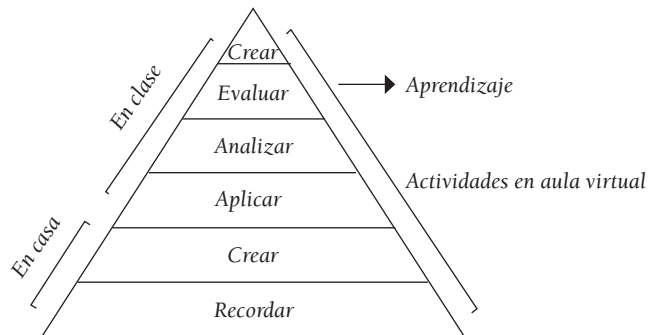 Crear
Evaluar
Analizar
Aplicar
Crear
Recordar
En clase
En casa
Aprendizaje
Actividades en aula virtual